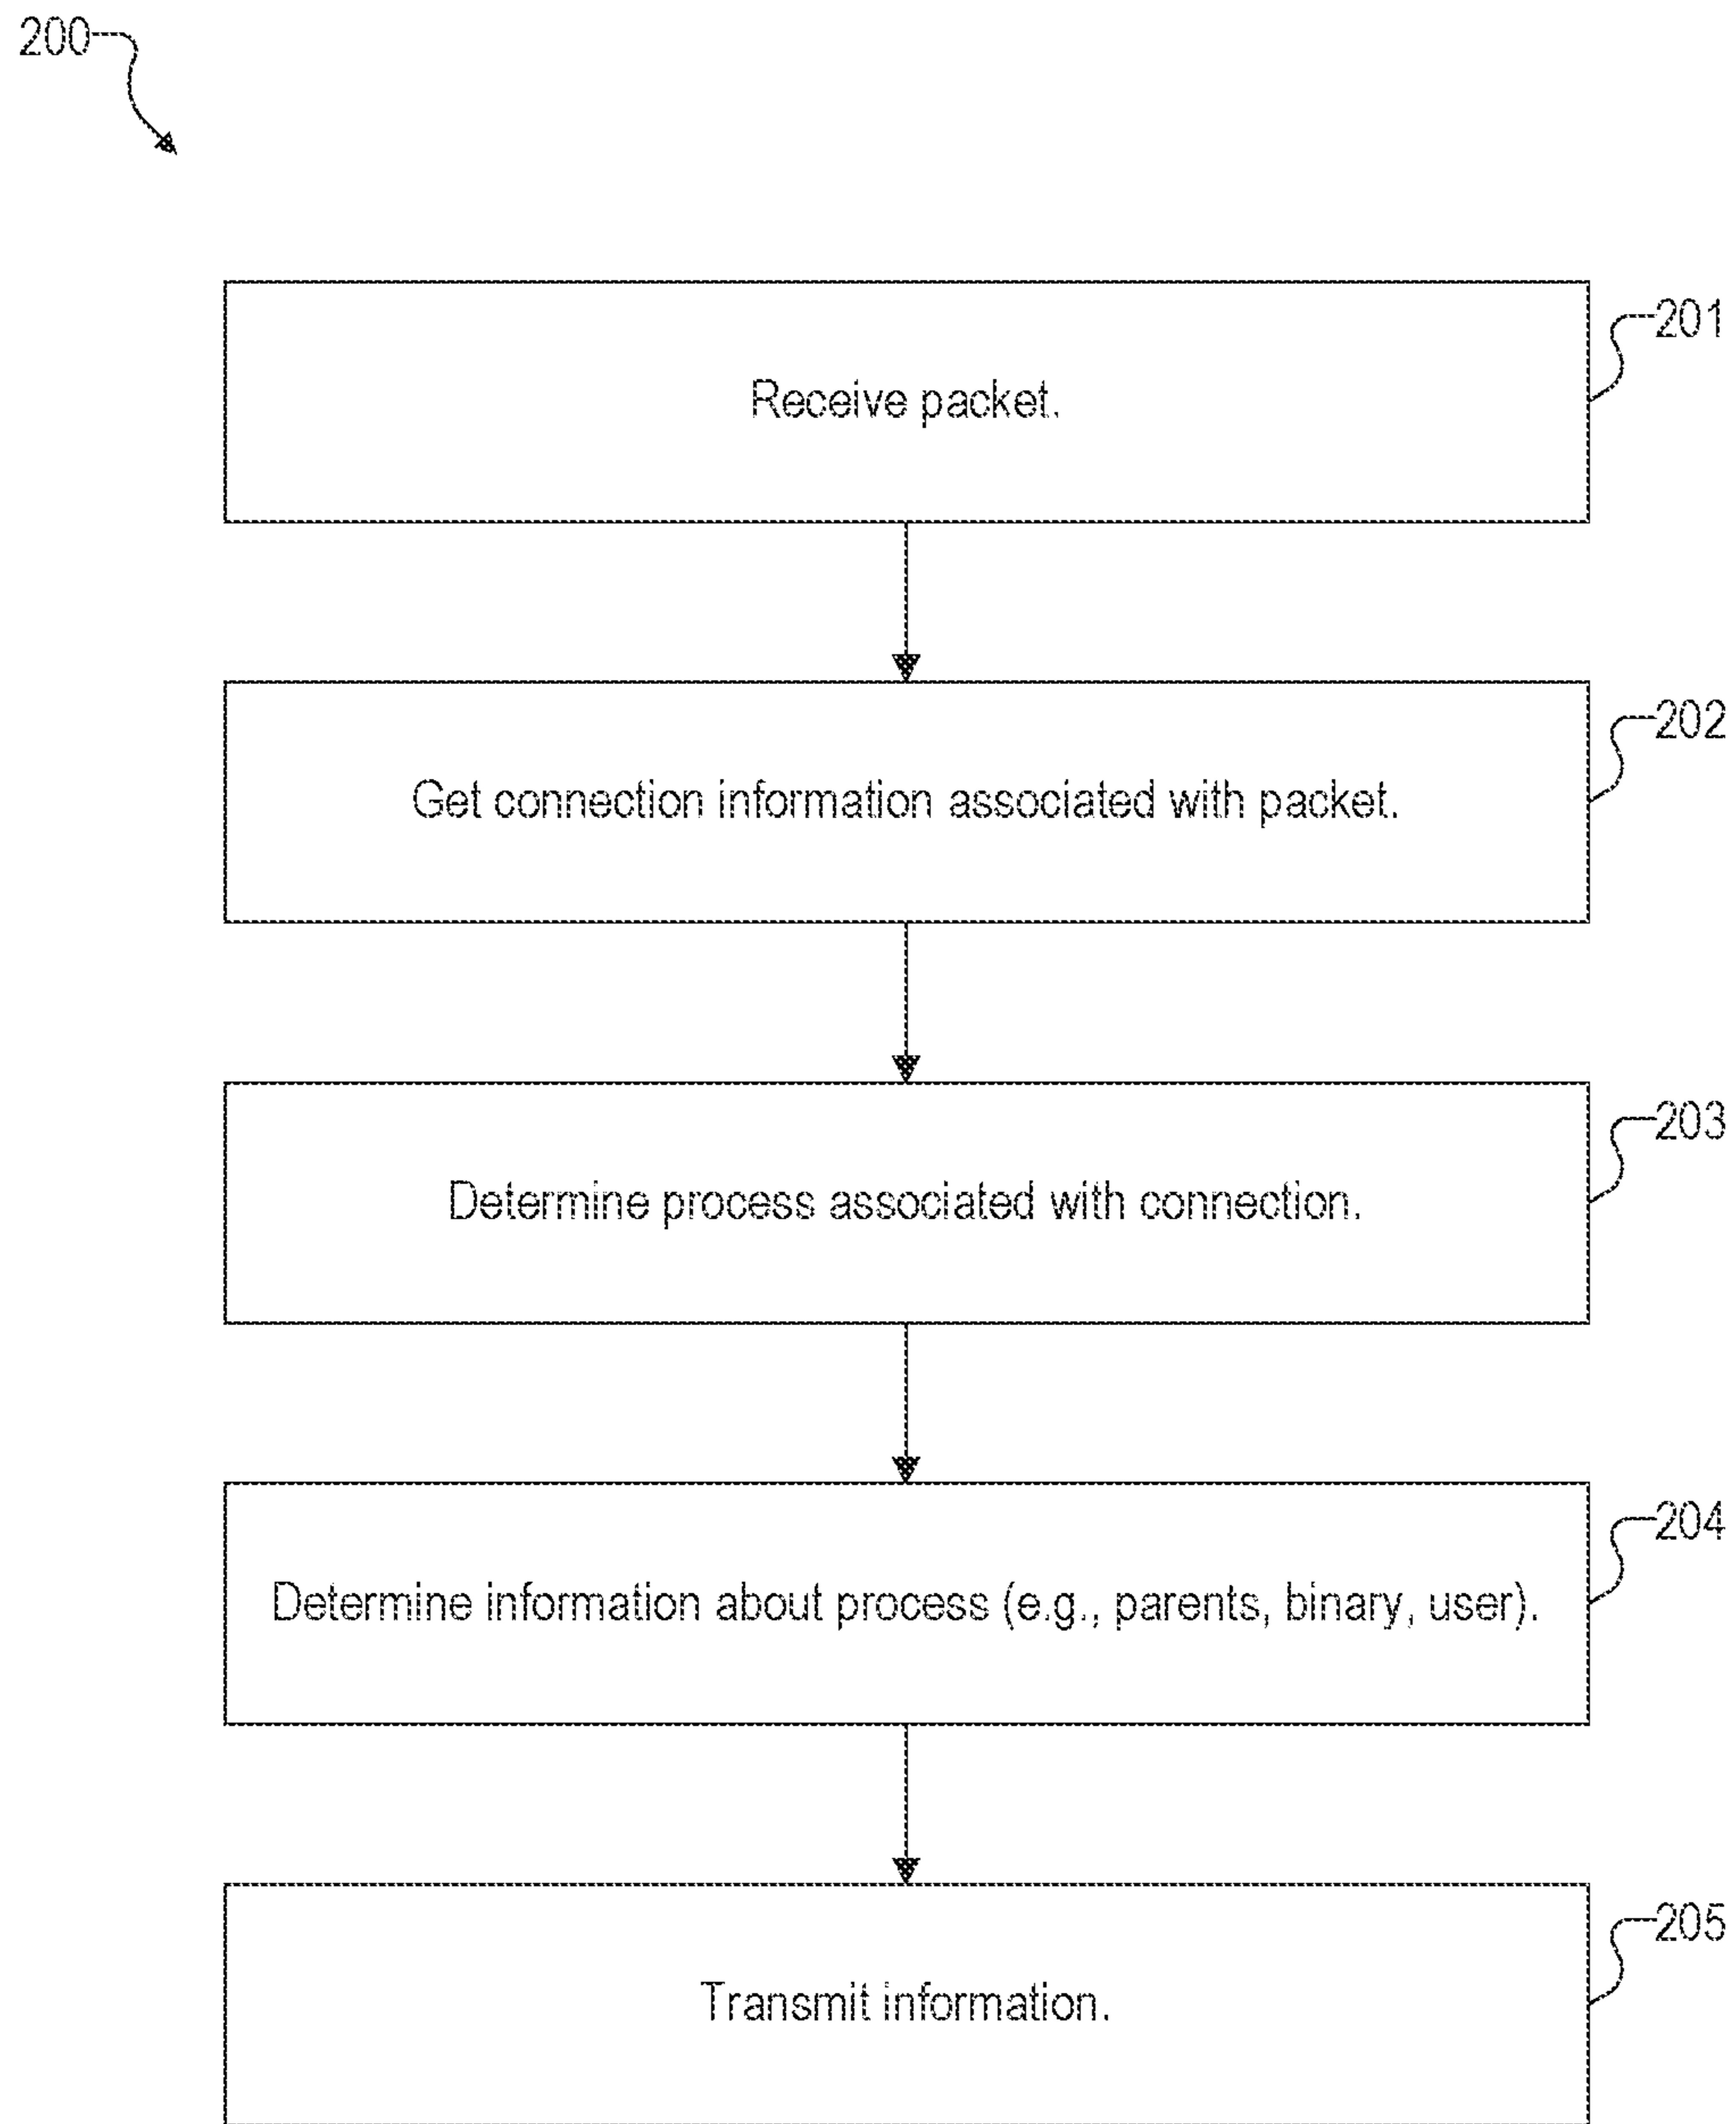 200
Receive packet.
201
Get connection information associated with packet.
202
Determine process associated with connection.
203
Determine information about process (e.g., parents, binary, user).
204
Transmit information.
205